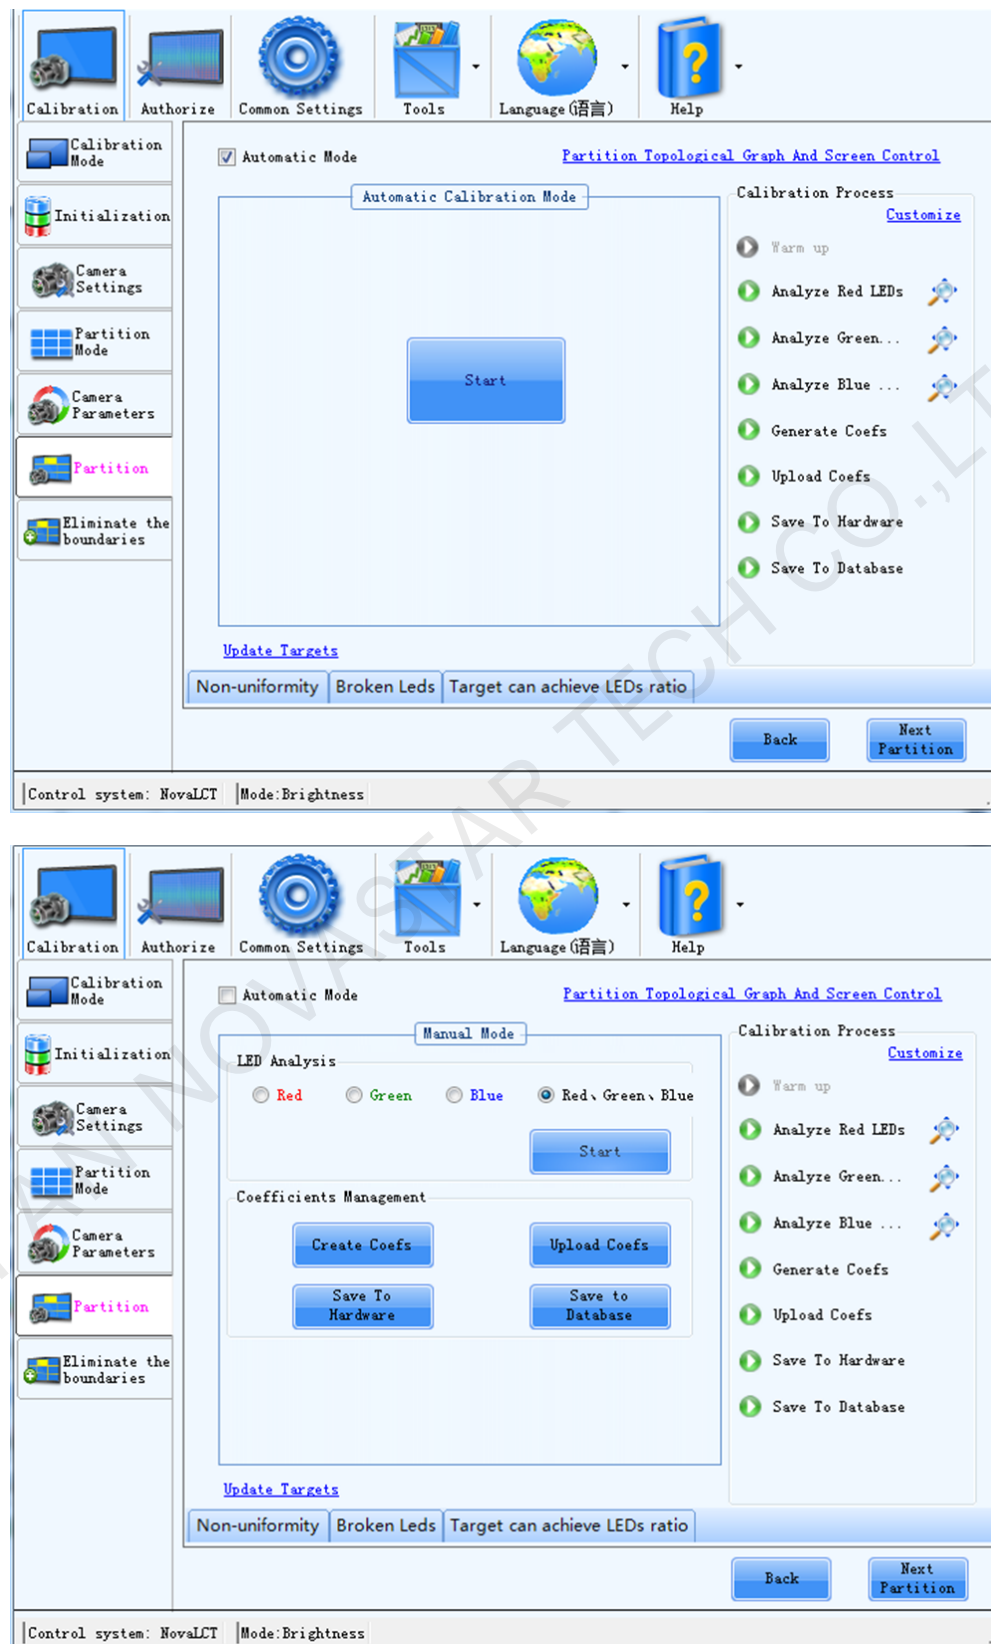 Calibration
Authorize
Common Settings
Tools
Language(语言)
Help
Calibration
Mode
Initialization
Camera
Settings
Partition
Mode
Camera
Parameters
Partition
Eliminate the
boundaries
Automatic Mode
Partition Topological Graph And Screen Control
Automatic Calibration Mode
Start
Calibration Process
Customize
Warm up
Analyze Red LEDs
Analyze Green...
Analyze Blue ...
Generate Coefs
Upload Coefs
Save To Hardware
Save To Database
Update Targets
Non-uniformity
Broken Leds
Target can achieve LEDs ratio
Back
Next
Partition
Control system: NovaLCT
Mode:Brightness
Calibration
Authorize
Common Settings
Tools
Language(语言)
Help
Calibration
Mode
Initialization
Camera
Settings
Partition
Mode
Camera
Parameters
Partition
Eliminate the
boundaries
Automatic Mode
Partition Topological Graph And Screen Control
Manual Mode
LED Analysis
Red
Green
Blue
Red、Green、Blue
Start
Coefficients Management
Create Coefs
Upload Coefs
Save To
Hardware
Save to
Database
Calibration Process
Customize
Warm up
Analyze Red LEDs
Analyze Green...
Analyze Blue ...
Generate Coefs
Upload Coefs
Save To Hardware
Save To Database
Update Targets
Non-uniformity
Broken Leds
Target can achieve LEDs ratio
Back
Next
Partition
Control system: NovaLCT
Mode:Brightness
NOVASTAR TECH CO.,LT